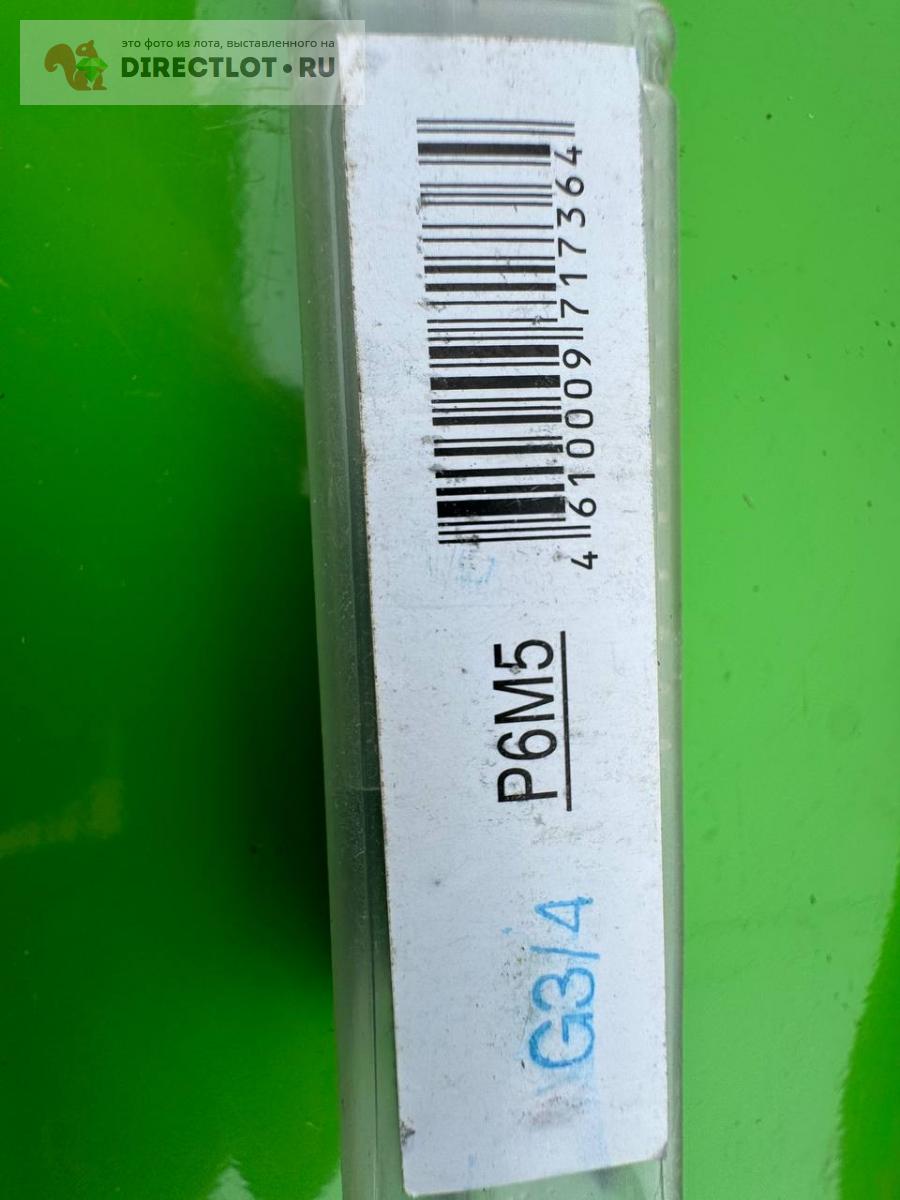 это фото из лота, выставленного на
DIRECTLOT•RU
4 610009 717364
Р6М5
G3/4